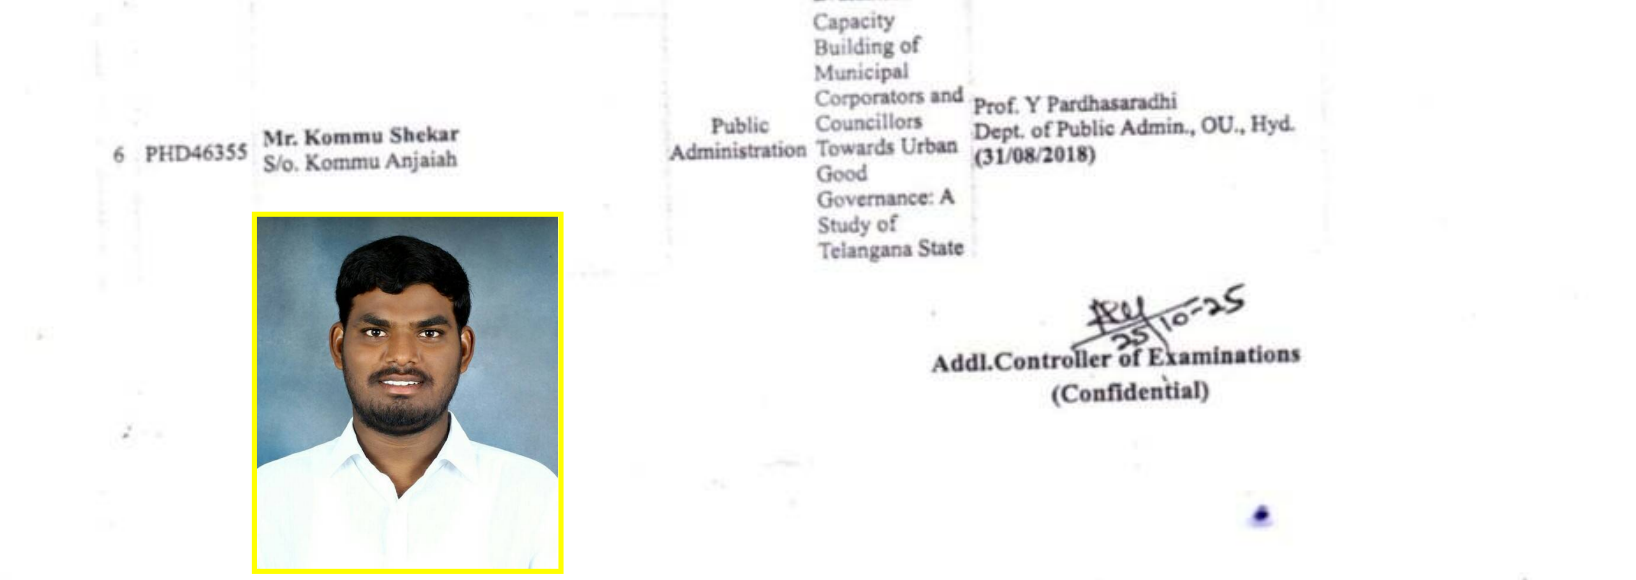 Capacity
Building of
Municipal
Corporators and
Councillors
Towards Urban
Good
Governance: A
Study of
Telangana State
6 PHD46355
Mr. Kommu Shekar
S/o. Kommu Anjaiah
Public
Administration
Prof. Y Pardhasaradhi
Dept. of Public Admin., OU., Hyd.
(31/08/2018)
25/10-25
Addl.Controller of Examinations
(Confidential)